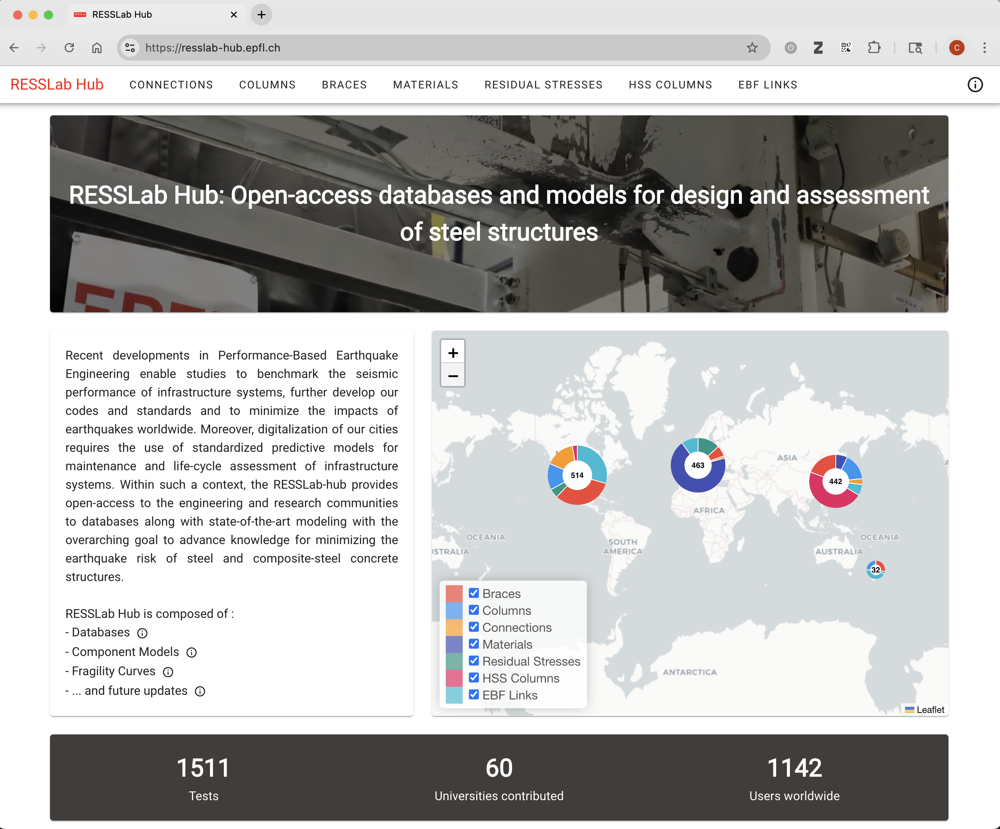 RESSLab Hub
https://resslab-hub.epfl.ch
C
RESSLab Hub CONNECTIONS COLUMNS BRACES MATERIALS RESIDUAL STRESSES HSS COLUMNS EBF LINKS
RESSLab Hub: Open-access databases and models for design and assessment
of steel structures
Recent developments in Performance-Based Earthquake
Engineering enable studies to benchmark the seismic
performance of infrastructure systems, further develop our
codes and standards and to minimize the impacts of
earthquakes worldwide. Moreover, digitalization of our cities
requires the use of standardized predictive models for
maintenance and life-cycle assessment of infrastructure
systems. Within such a context, the RESSLab-hub provides
open-access to the engineering and research communities
to databases along with state-of-the-art modeling with the
overarching goal to advance knowledge for minimizing the
earthquake risk of steel and composite-steel concrete
structures.
RESSLab Hub is composed of :
- Databases
- Component Models
- Fragility Curves
- ... and future updates
+
−
514
463
442
32
ASIA
AFRICA
OCEANIA
OCEANIA
SOUTH
AMERICA
AUSTRALIA
ANTARCTICA
Braces
Columns
Connections
Materials
Residual Stresses
HSS Columns
EBF Links
Leaflet
1511
Tests
60
Universities contributed
1142
Users worldwide